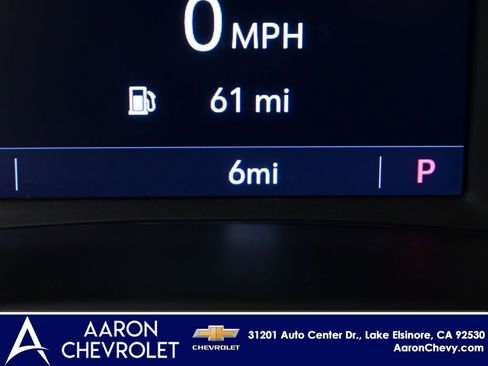 0 MPH
61 mi
6mi P
AARON
CHEVROLET
CHEVROLET
31201 Auto Center Dr., Lake Elsinore, CA 92530
AaronChevy.com